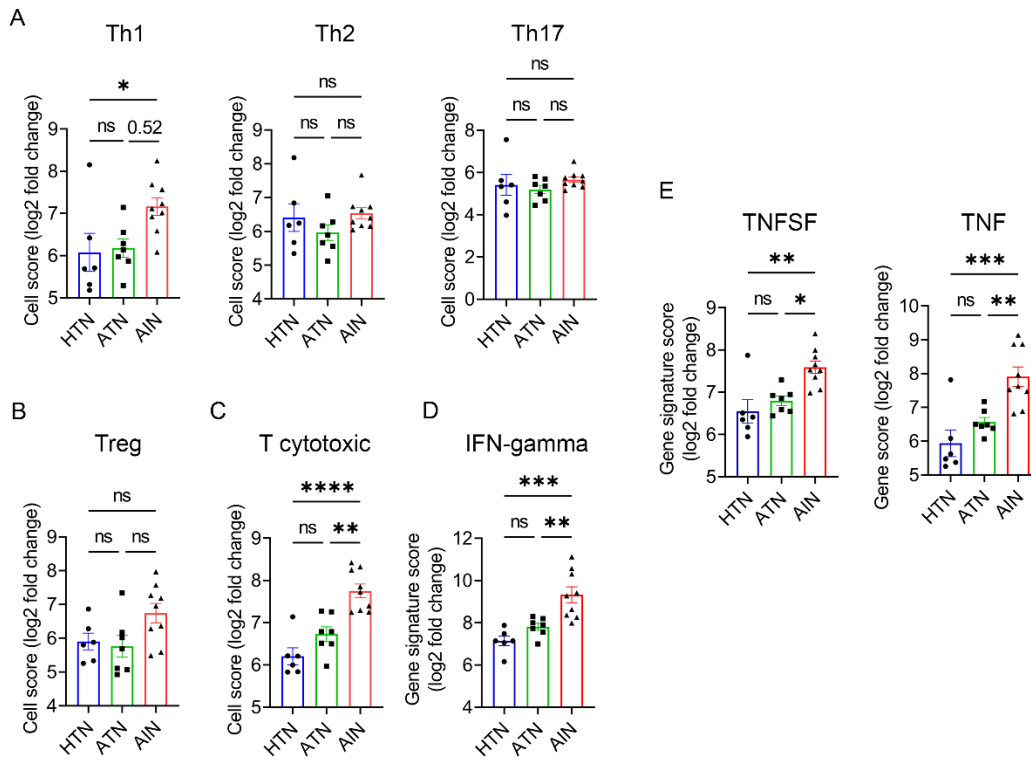 A
Th1
Th2
Th17
Cell score (log2 fold change)
9
8
7
6
5
*
ns
0.52
HTN
ATN
AIN
Cell score (log2 fold change)
9
8
7
6
5
4
ns
ns
ns
HTN
ATN
AIN
Cell score (log2 fold change)
8
6
4
2
0
ns
ns
ns
HTN
ATN
AIN
B
Treg
Cell score (log2 fold change)
9
8
7
6
5
4
ns
ns
ns
HTN
ATN
AIN
C
T cytotoxic
Cell score (log2 fold change)
9
8
7
6
5
****
ns
**
HTN
ATN
AIN
D
IFN-gamma
Gene signature score
(log2 fold change)
12
10
8
6
4
***
ns
**
HTN
ATN
AIN
E
TNFSF
Gene signature score
(log2 fold change)
9
8
7
6
5
**
ns
*
HTN
ATN
AIN
TNF
Gene score (log2 fold change)
10
9
8
7
6
5
***
ns
**
HTN
ATN
AIN